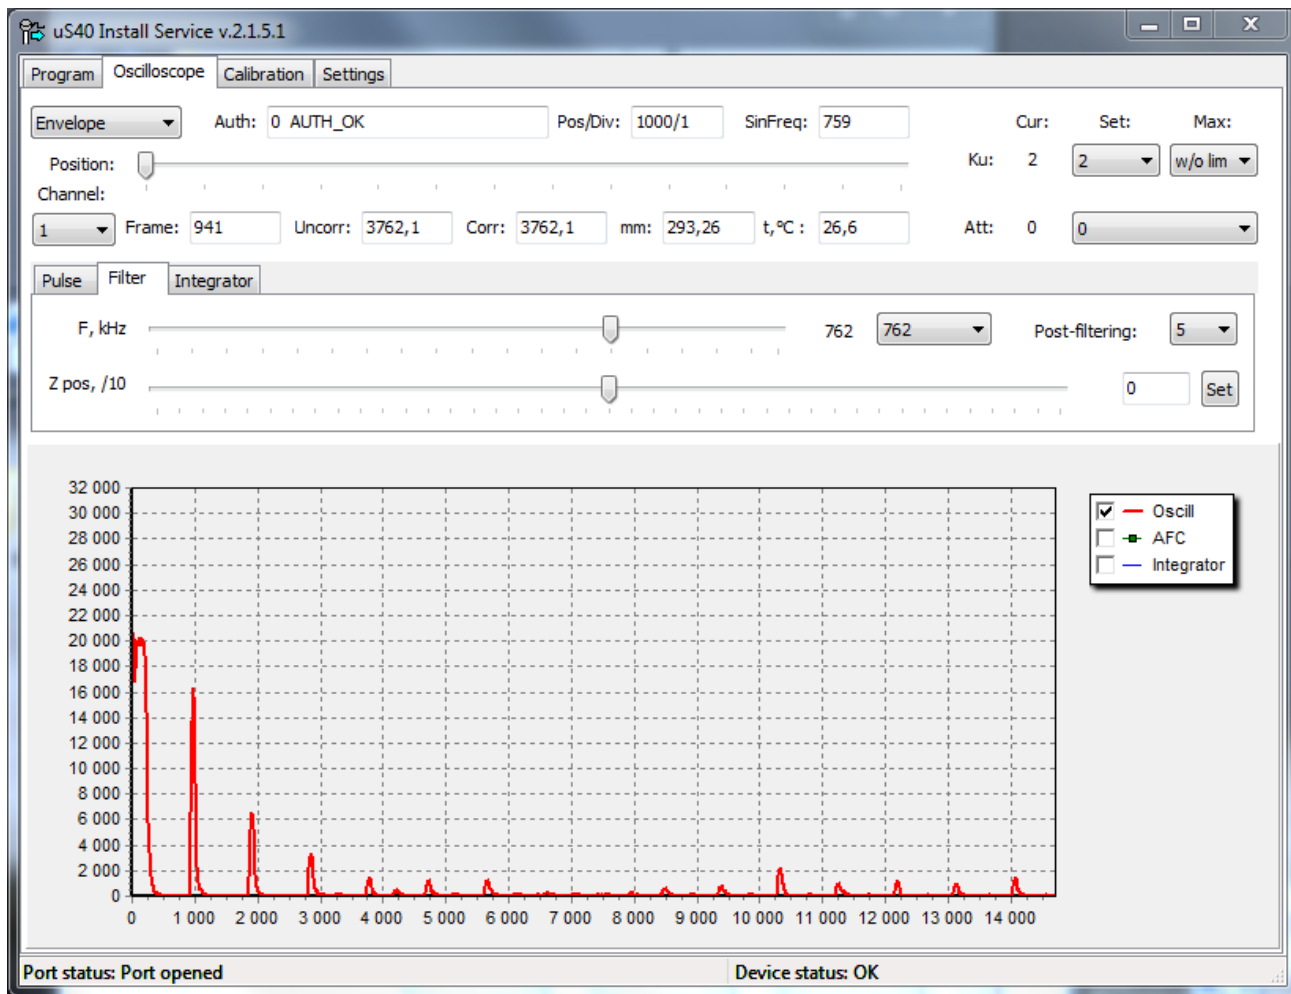 uS40 Install Service v.2.1.5.1
Program Oscilloscope Calibration Settings
Envelope Auth: 0 AUTH_OK Pos/Div: 1000/1 SinFreq: 759 Cur: Set: Max:
Position: Ku: 2 2 w/o lim
Channel:
1 Frame: 941 Uncorr: 3762,1 Corr: 3762,1 mm: 293,26 t,ºC : 26,6 Att: 0 0
Pulse Filter Integrator
F, kHz 762 762 Post-filtering: 5
Z pos, /10 0 Set
32 000
30 000
28 000
26 000
24 000
22 000
20 000
18 000
16 000
14 000
12 000
10 000
8 000
6 000
4 000
2 000
0
0 1 000 2 000 3 000 4 000 5 000 6 000 7 000 8 000 9 000 10 000 11 000 12 000 13 000 14 000
Oscill
AFC
Integrator
Port status: Port opened Device status: OK